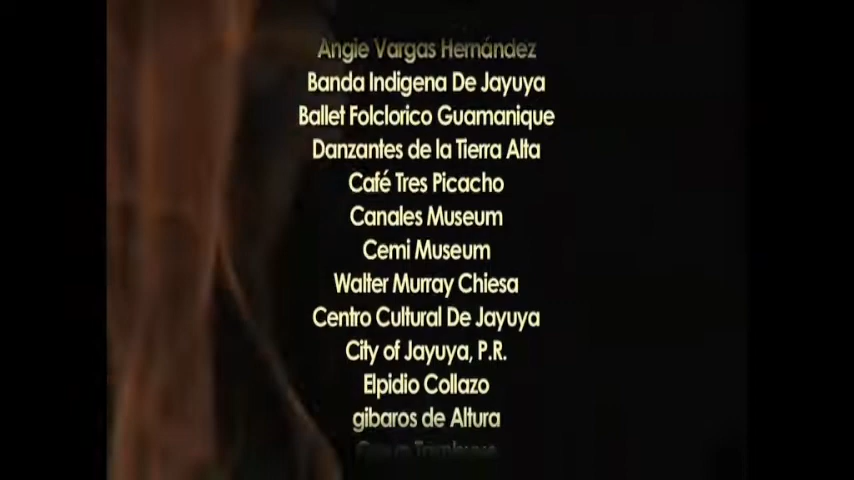 Angie Vargas Hernández
Banda Indigena De Jayuya
Ballet Folclorico Guamanique
Danzantes de la Tierra Alta
Café Tres Picacho
Canales Museum
Cemi Museum
Walter Murray Chiesa
Centro Cultural De Jayuya
City of Jayuya, P.R.
Elpidio Collazo
gibaros de Altura